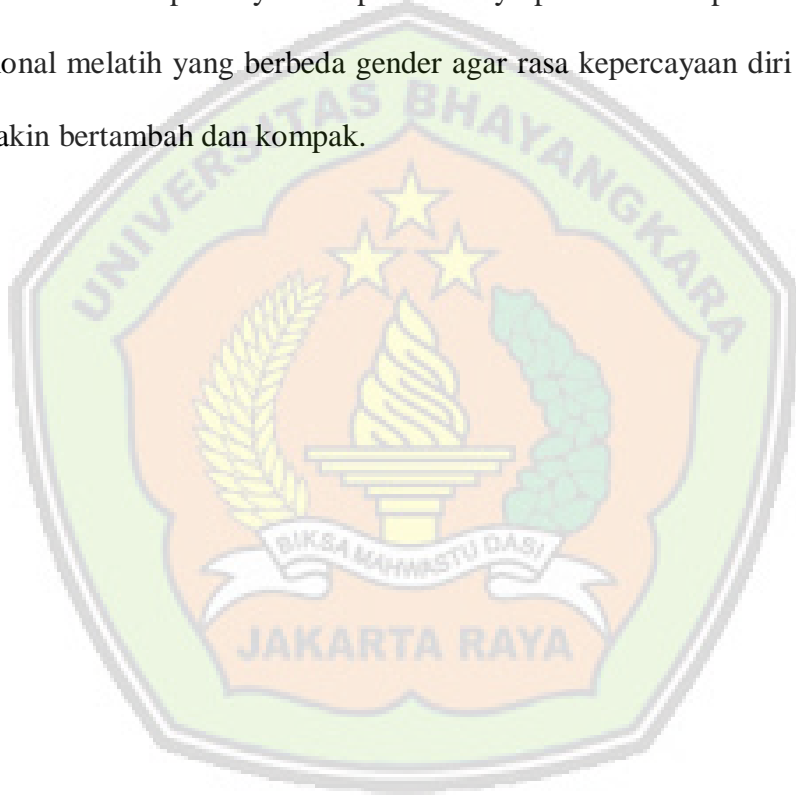 onal melatih yang berbeda gender agar rasa kepercayaan diri
akin bertambah dan kompak.
UNIVERSITAS BHAYANGKARA
BIKSA MAHWASTU DASI
JAKARTA RAYA